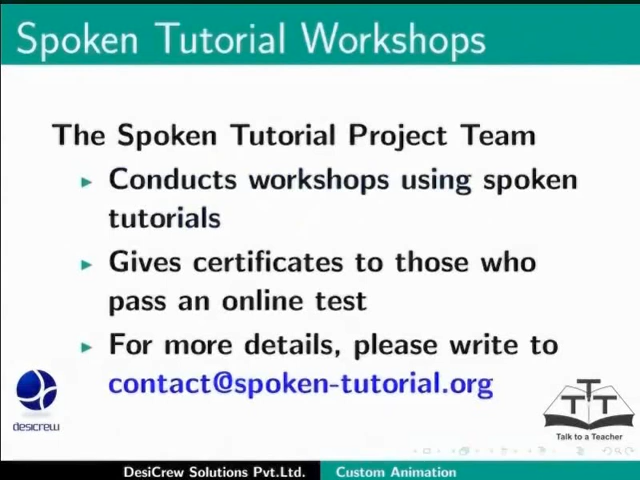 Spoken Tutorial Workshops
The Spoken Tutorial Project Team
Conducts workshops using spoken
tutorials
Gives certificates to those who
pass an online test
For more details, please write to
contact@spoken-tutorial.org
desicrew
TTT
Talk to a Teacher
DesiCrew Solutions Pvt.Ltd. Custom Animation